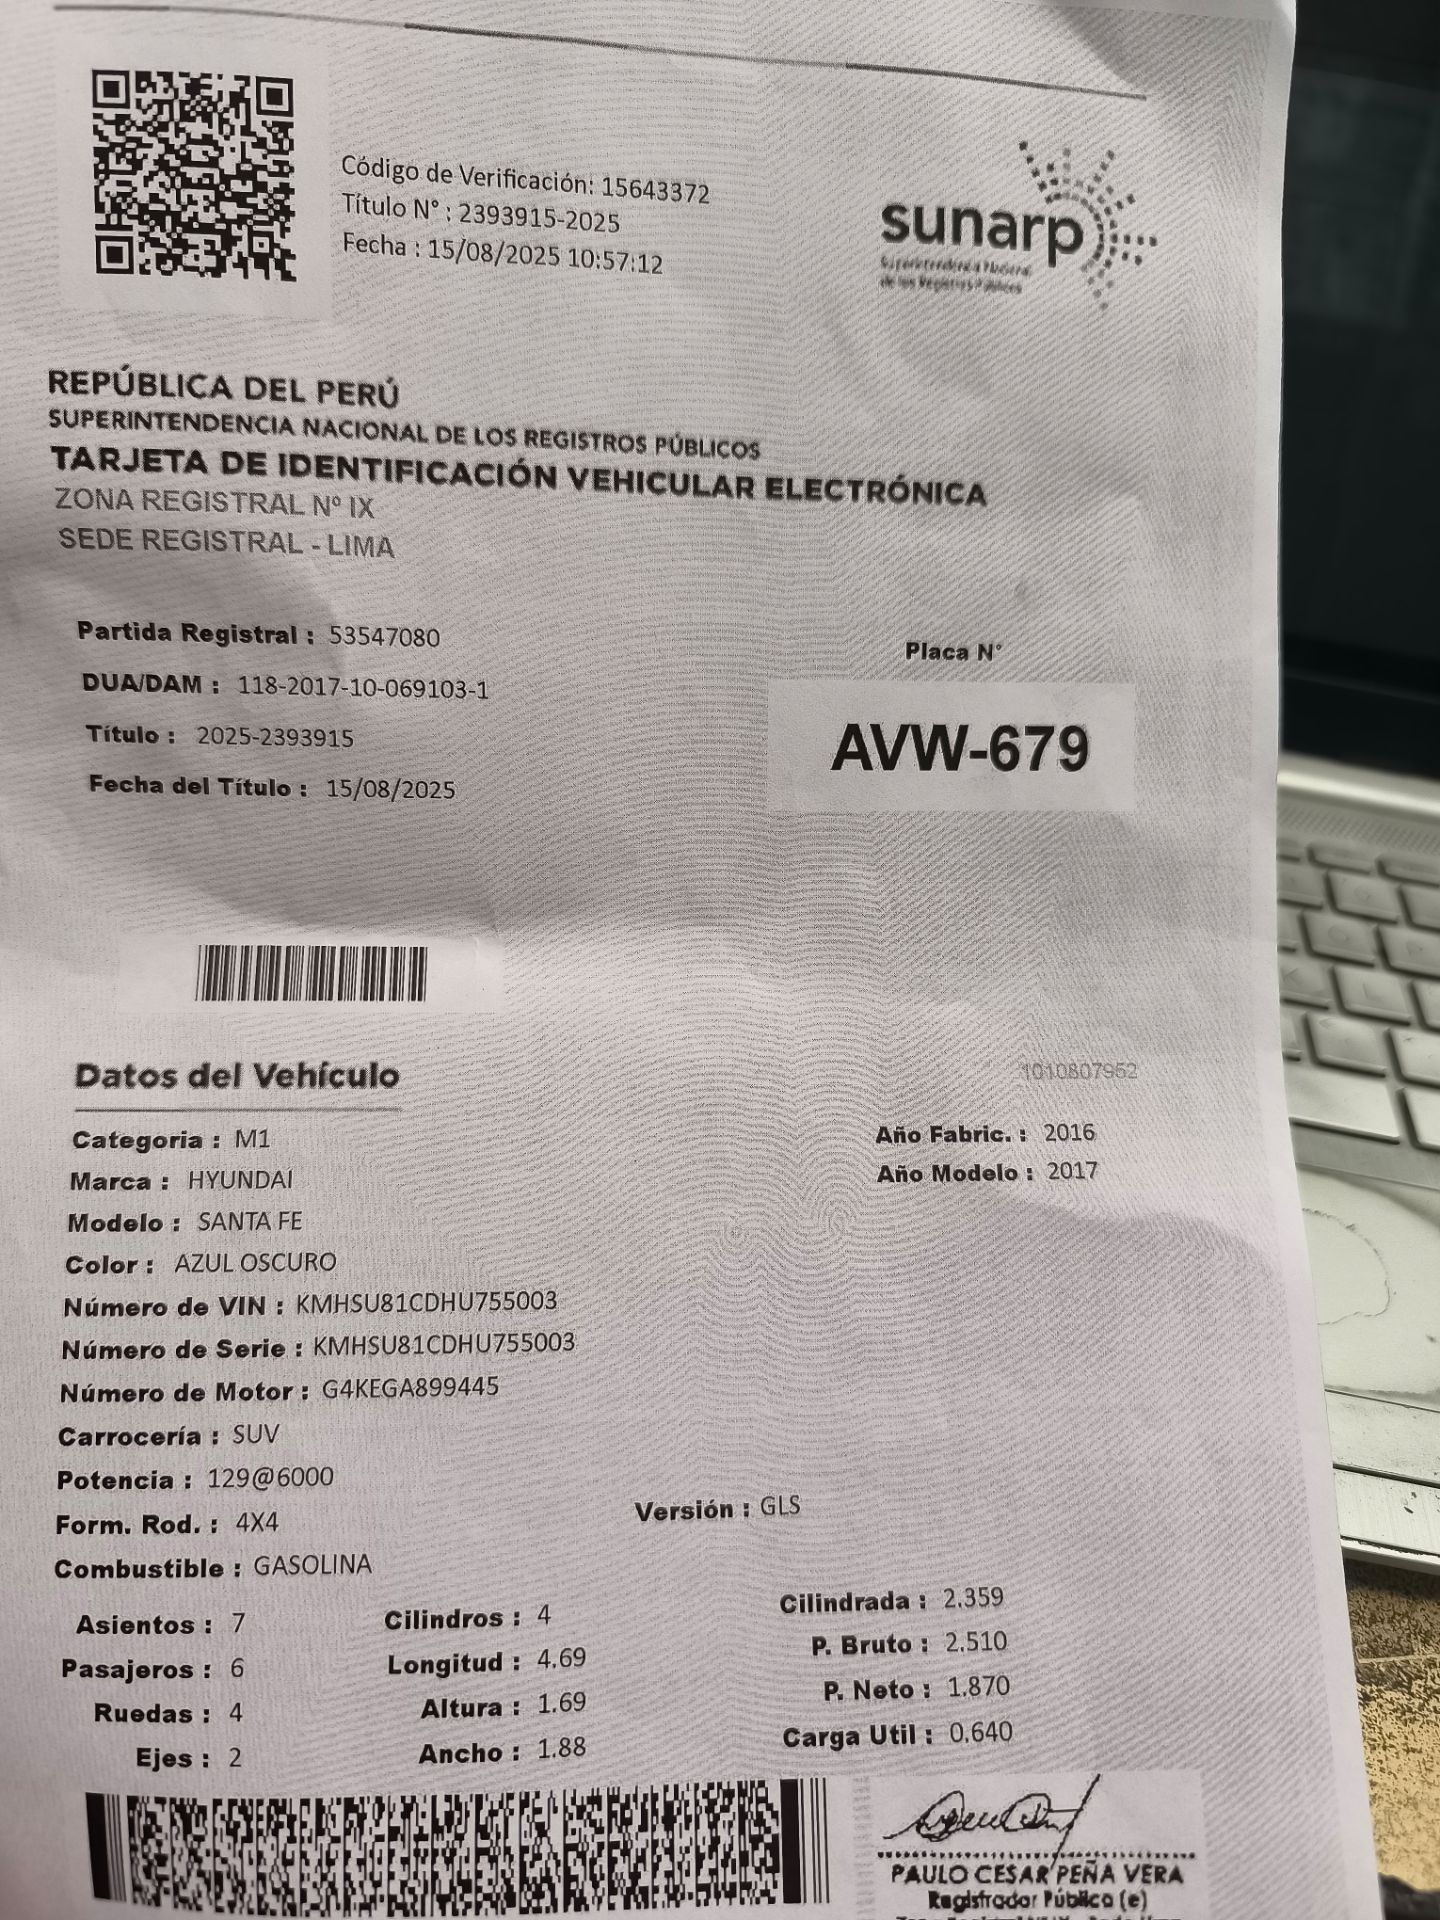 Código de Verificación: 15643372
Título N° : 2393915-2025
Fecha : 15/08/2025 10:57:12
sunarp
Superintendencia Nacional
de los Registros Públicos
REPÚBLICA DEL PERÚ
SUPERINTENDENCIA NACIONAL DE LOS REGISTROS PÚBLICOS
TARJETA DE IDENTIFICACIÓN VEHICULAR ELECTRÓNICA
ZONA REGISTRAL Nº IX
SEDE REGISTRAL - LIMA
Partida Registral : 53547080
DUA/DAM : 118-2017-10-069103-1
Título : 2025-2393915
Fecha del Título : 15/08/2025
Placa N°
AVW-679
Datos del Vehículo
1010807952
Categoria : M1
Marca : HYUNDAI
Modelo : SANTA FE
Color : AZUL OSCURO
Número de VIN : KMHSU81CDHU755003
Número de Serie : KMHSU81CDHU755003
Número de Motor : G4KEGA899445
Carrocería : SUV
Potencia : 129@6000
Form. Rod. : 4X4
Combustible : GASOLINA
Año Fabric. : 2016
Año Modelo : 2017
Versión : GLS
Asientos : 7
Pasajeros : 6
Ruedas : 4
Ejes : 2
Cilindros : 4
Longitud : 4.69
Altura : 1.69
Ancho : 1.88
Cilindrada : 2.359
P. Bruto : 2.510
P. Neto : 1.870
Carga Util : 0.640
PAULO CESAR PEÑA VERA
Registrador Pública (e)